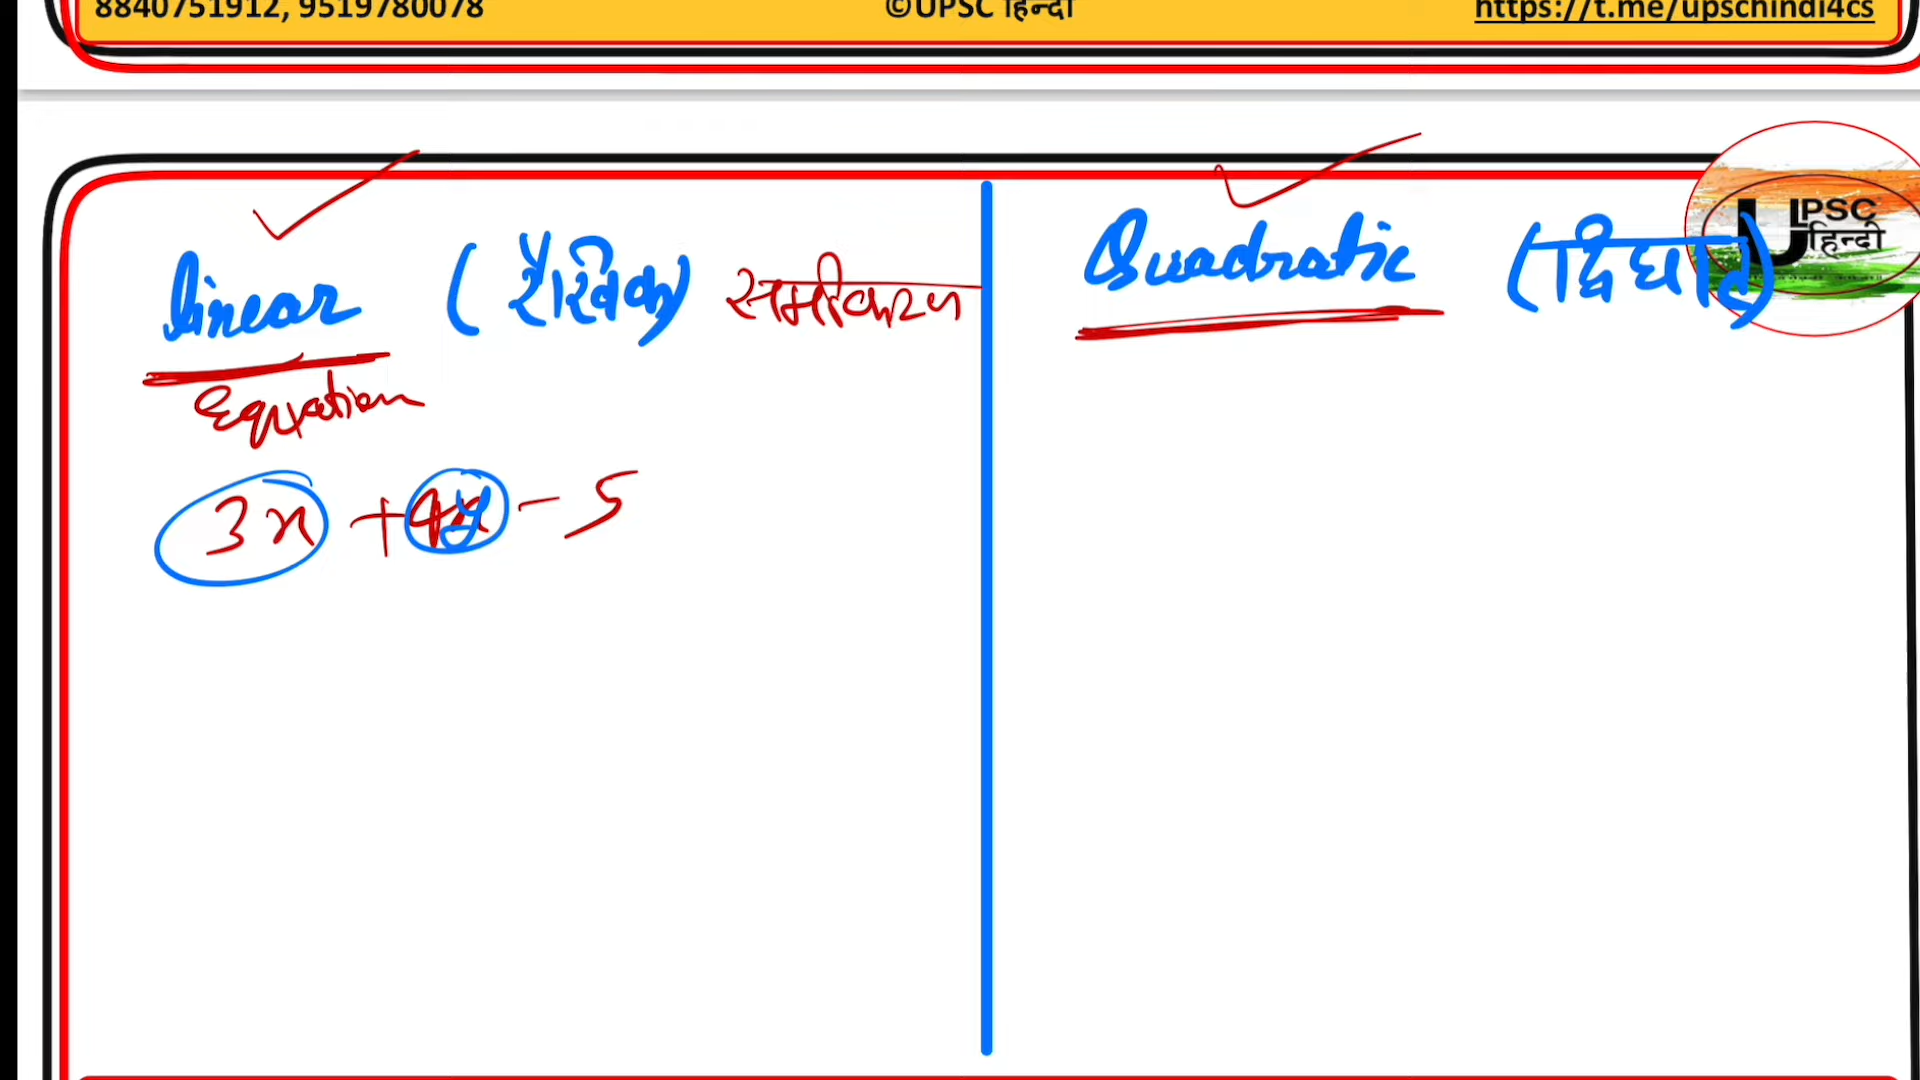 8840751912, 9519780078
©UPSC हिन्दी
https://t.me/upschindi4cs
UPSC
हिन्दी
Linear (रैखिक) समीकरण
Equation
3x + 4y - 5
Quadratic (द्विघात)